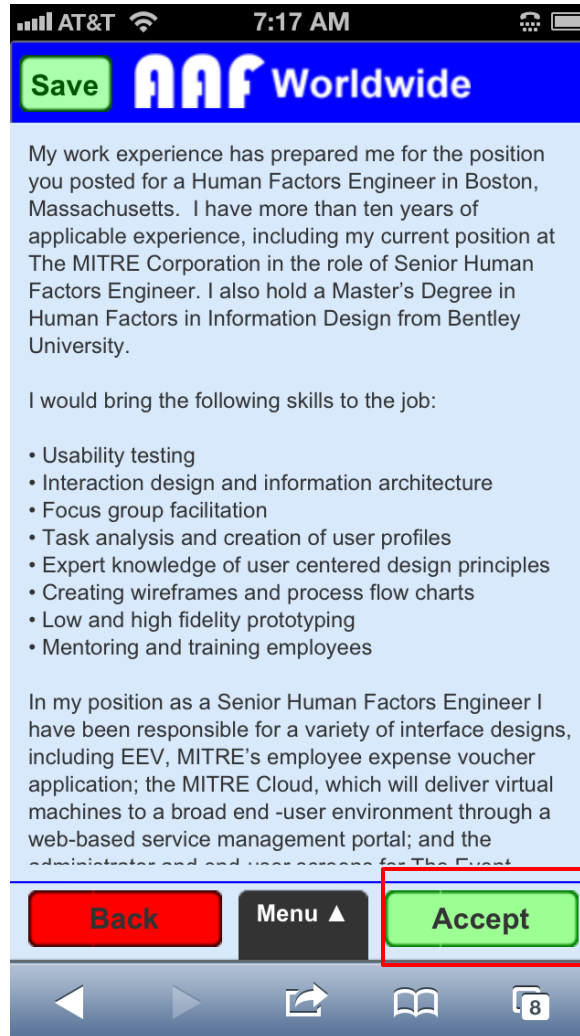 AT&T 7:17 AM
Save AAF Worldwide
My work experience has prepared me for the position
you posted for a Human Factors Engineer in Boston,
Massachusetts.  I have more than ten years of
applicable experience, including my current position at
The MITRE Corporation in the role of Senior Human
Factors Engineer. I also hold a Master’s Degree in
Human Factors in Information Design from Bentley
University.
I would bring the following skills to the job:
• Usability testing
• Interaction design and information architecture
• Focus group facilitation
• Task analysis and creation of user profiles
• Expert knowledge of user centered design principles
• Creating wireframes and process flow charts
• Low and high fidelity prototyping
• Mentoring and training employees
In my position as a Senior Human Factors Engineer I
have been responsible for a variety of interface designs,
including EEV, MITRE’s employee expense voucher
application; the MITRE Cloud, which will deliver virtual
machines to a broad end -user environment through a
web-based service management portal; and the
administrator and end-user screens for The Event
Back Menu ▲ Accept
8